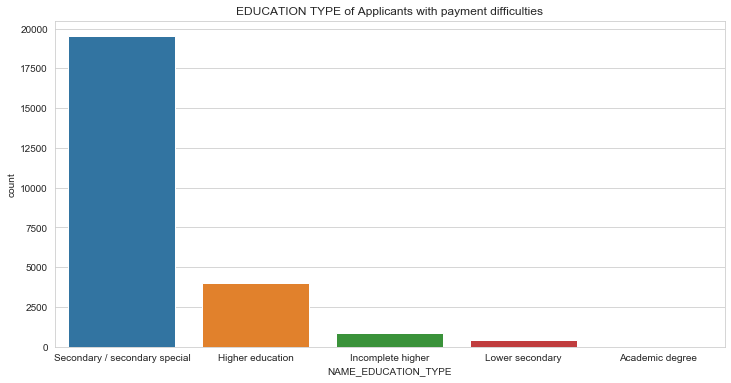 EDUCATION TYPE of Applicants with payment difficulties
20000
17500
15000
12500
10000
7500
5000
2500
0
count
Secondary / secondary special
Higher education
Incomplete higher
Lower secondary
Academic degree
NAME_EDUCATION_TYPE